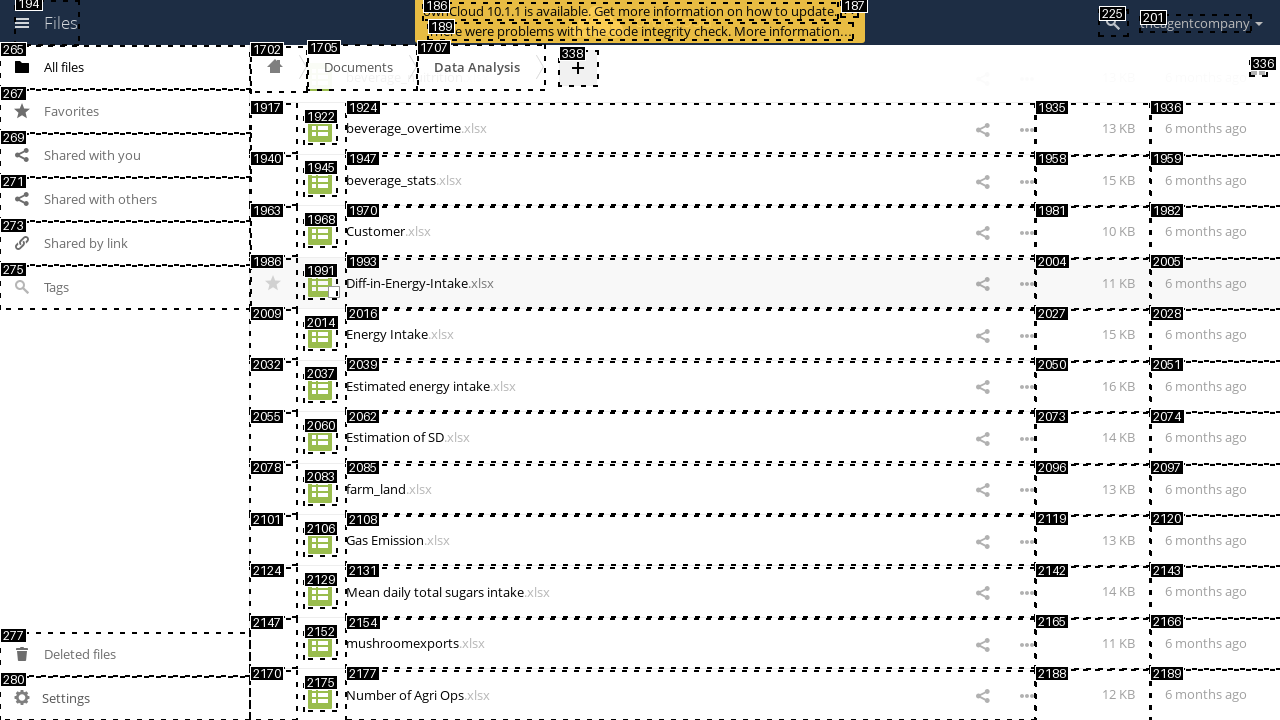 194
Files
186
ownCloud 10.1.1 is available. Get more information on how to update.
187
189
There were problems with the code integrity check. More information…
225
201
theagentcompany
265
All files
267
Favorites
269
Shared with you
271
Shared with others
273
Shared by link
275
Tags
277
Deleted files
280
Settings
1702
1705
Documents
1707
Data Analysis
338
+
336
1917
1922
1924
beverage_overtime.xlsx
1935
13 KB
1936
6 months ago
1940
1945
1947
beverage_stats.xlsx
1958
15 KB
1959
6 months ago
1963
1968
1970
Customer.xlsx
1981
10 KB
1982
6 months ago
1986
1991
1993
Diff-in-Energy-Intake.xlsx
2004
11 KB
2005
6 months ago
2009
2014
2016
Energy Intake.xlsx
2027
15 KB
2028
6 months ago
2032
2037
2039
Estimated energy intake.xlsx
2050
16 KB
2051
6 months ago
2055
2060
2062
Estimation of SD.xlsx
2073
14 KB
2074
6 months ago
2078
2083
2085
farm_land.xlsx
2096
13 KB
2097
6 months ago
2101
2106
2108
Gas Emission.xlsx
2119
13 KB
2120
6 months ago
2124
2129
2131
Mean daily total sugars intake.xlsx
2142
14 KB
2143
6 months ago
2147
2152
2154
mushroomexports.xlsx
2165
11 KB
2166
6 months ago
2170
2175
2177
Number of Agri Ops.xlsx
2188
12 KB
2189
6 months ago